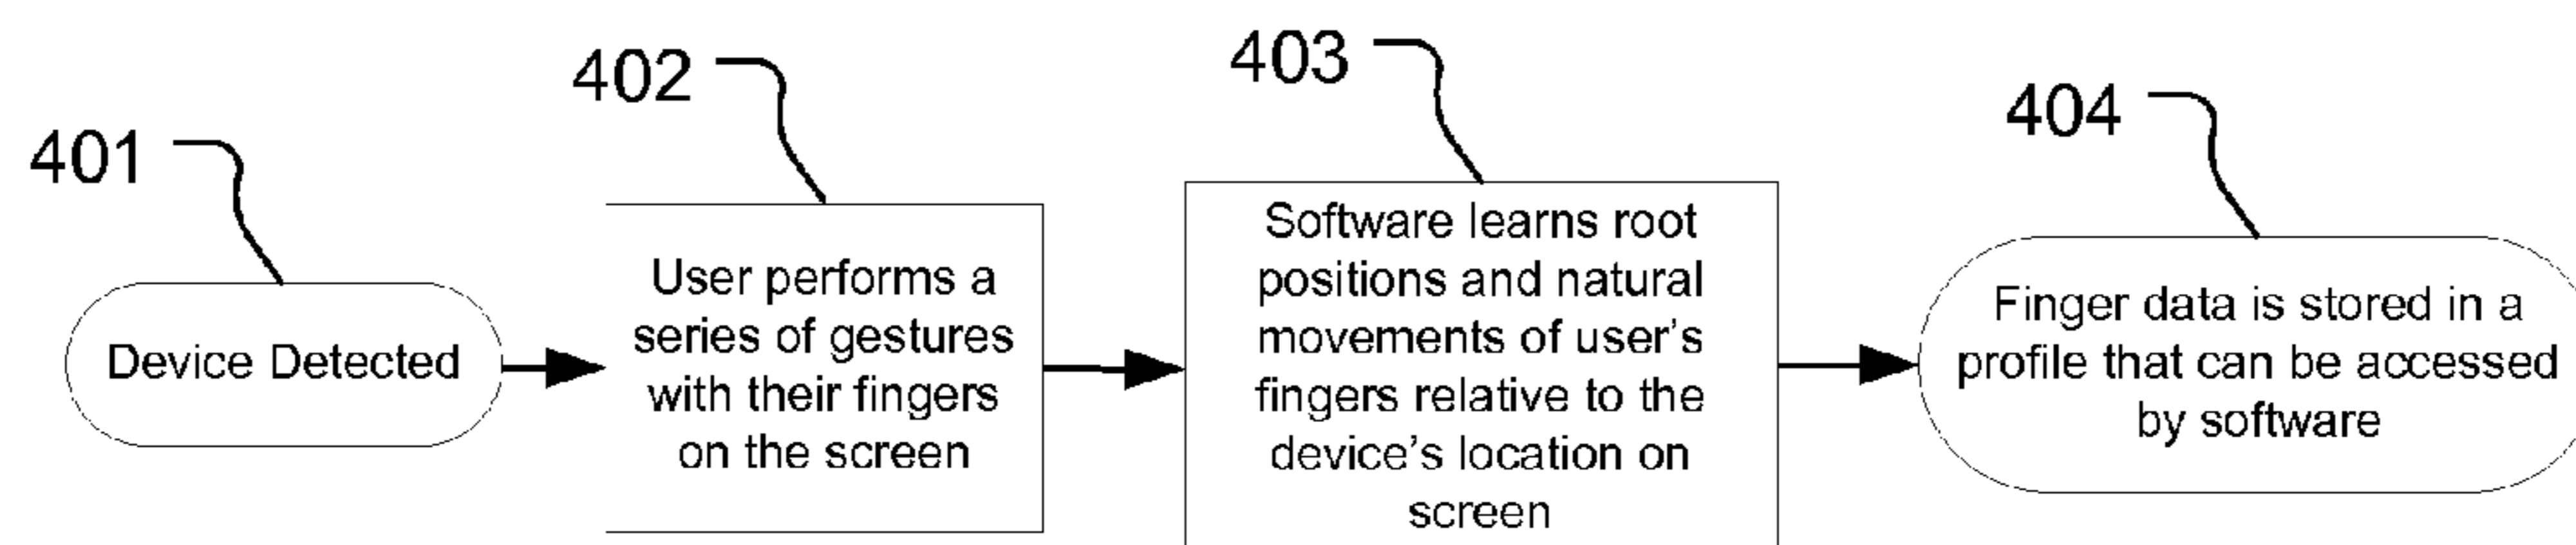 401
Device Detected
402
User performs a
series of gestures
with their fingers
on the screen
403
Software learns root
positions and natural
movements of user's
fingers relative to the
device's location on
screen
404
Finger data is stored in a
profile that can be accessed
by software